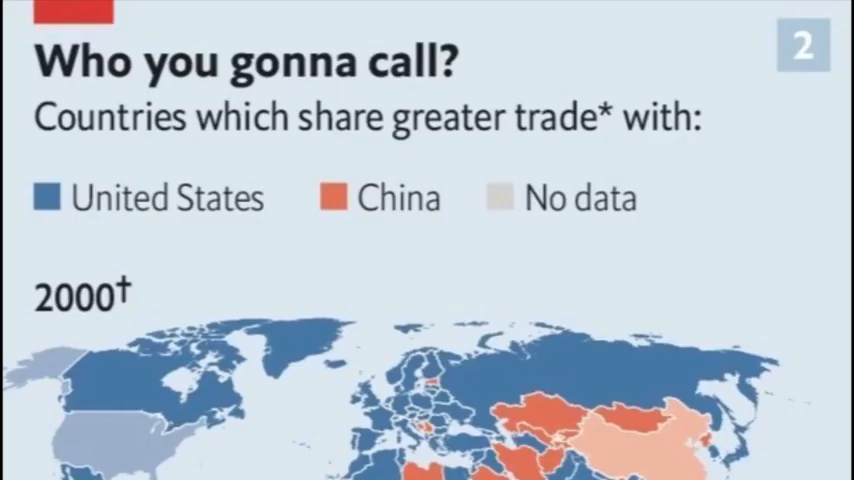 Who you gonna call?
2
Countries which share greater trade* with:
United States China No data
2000†